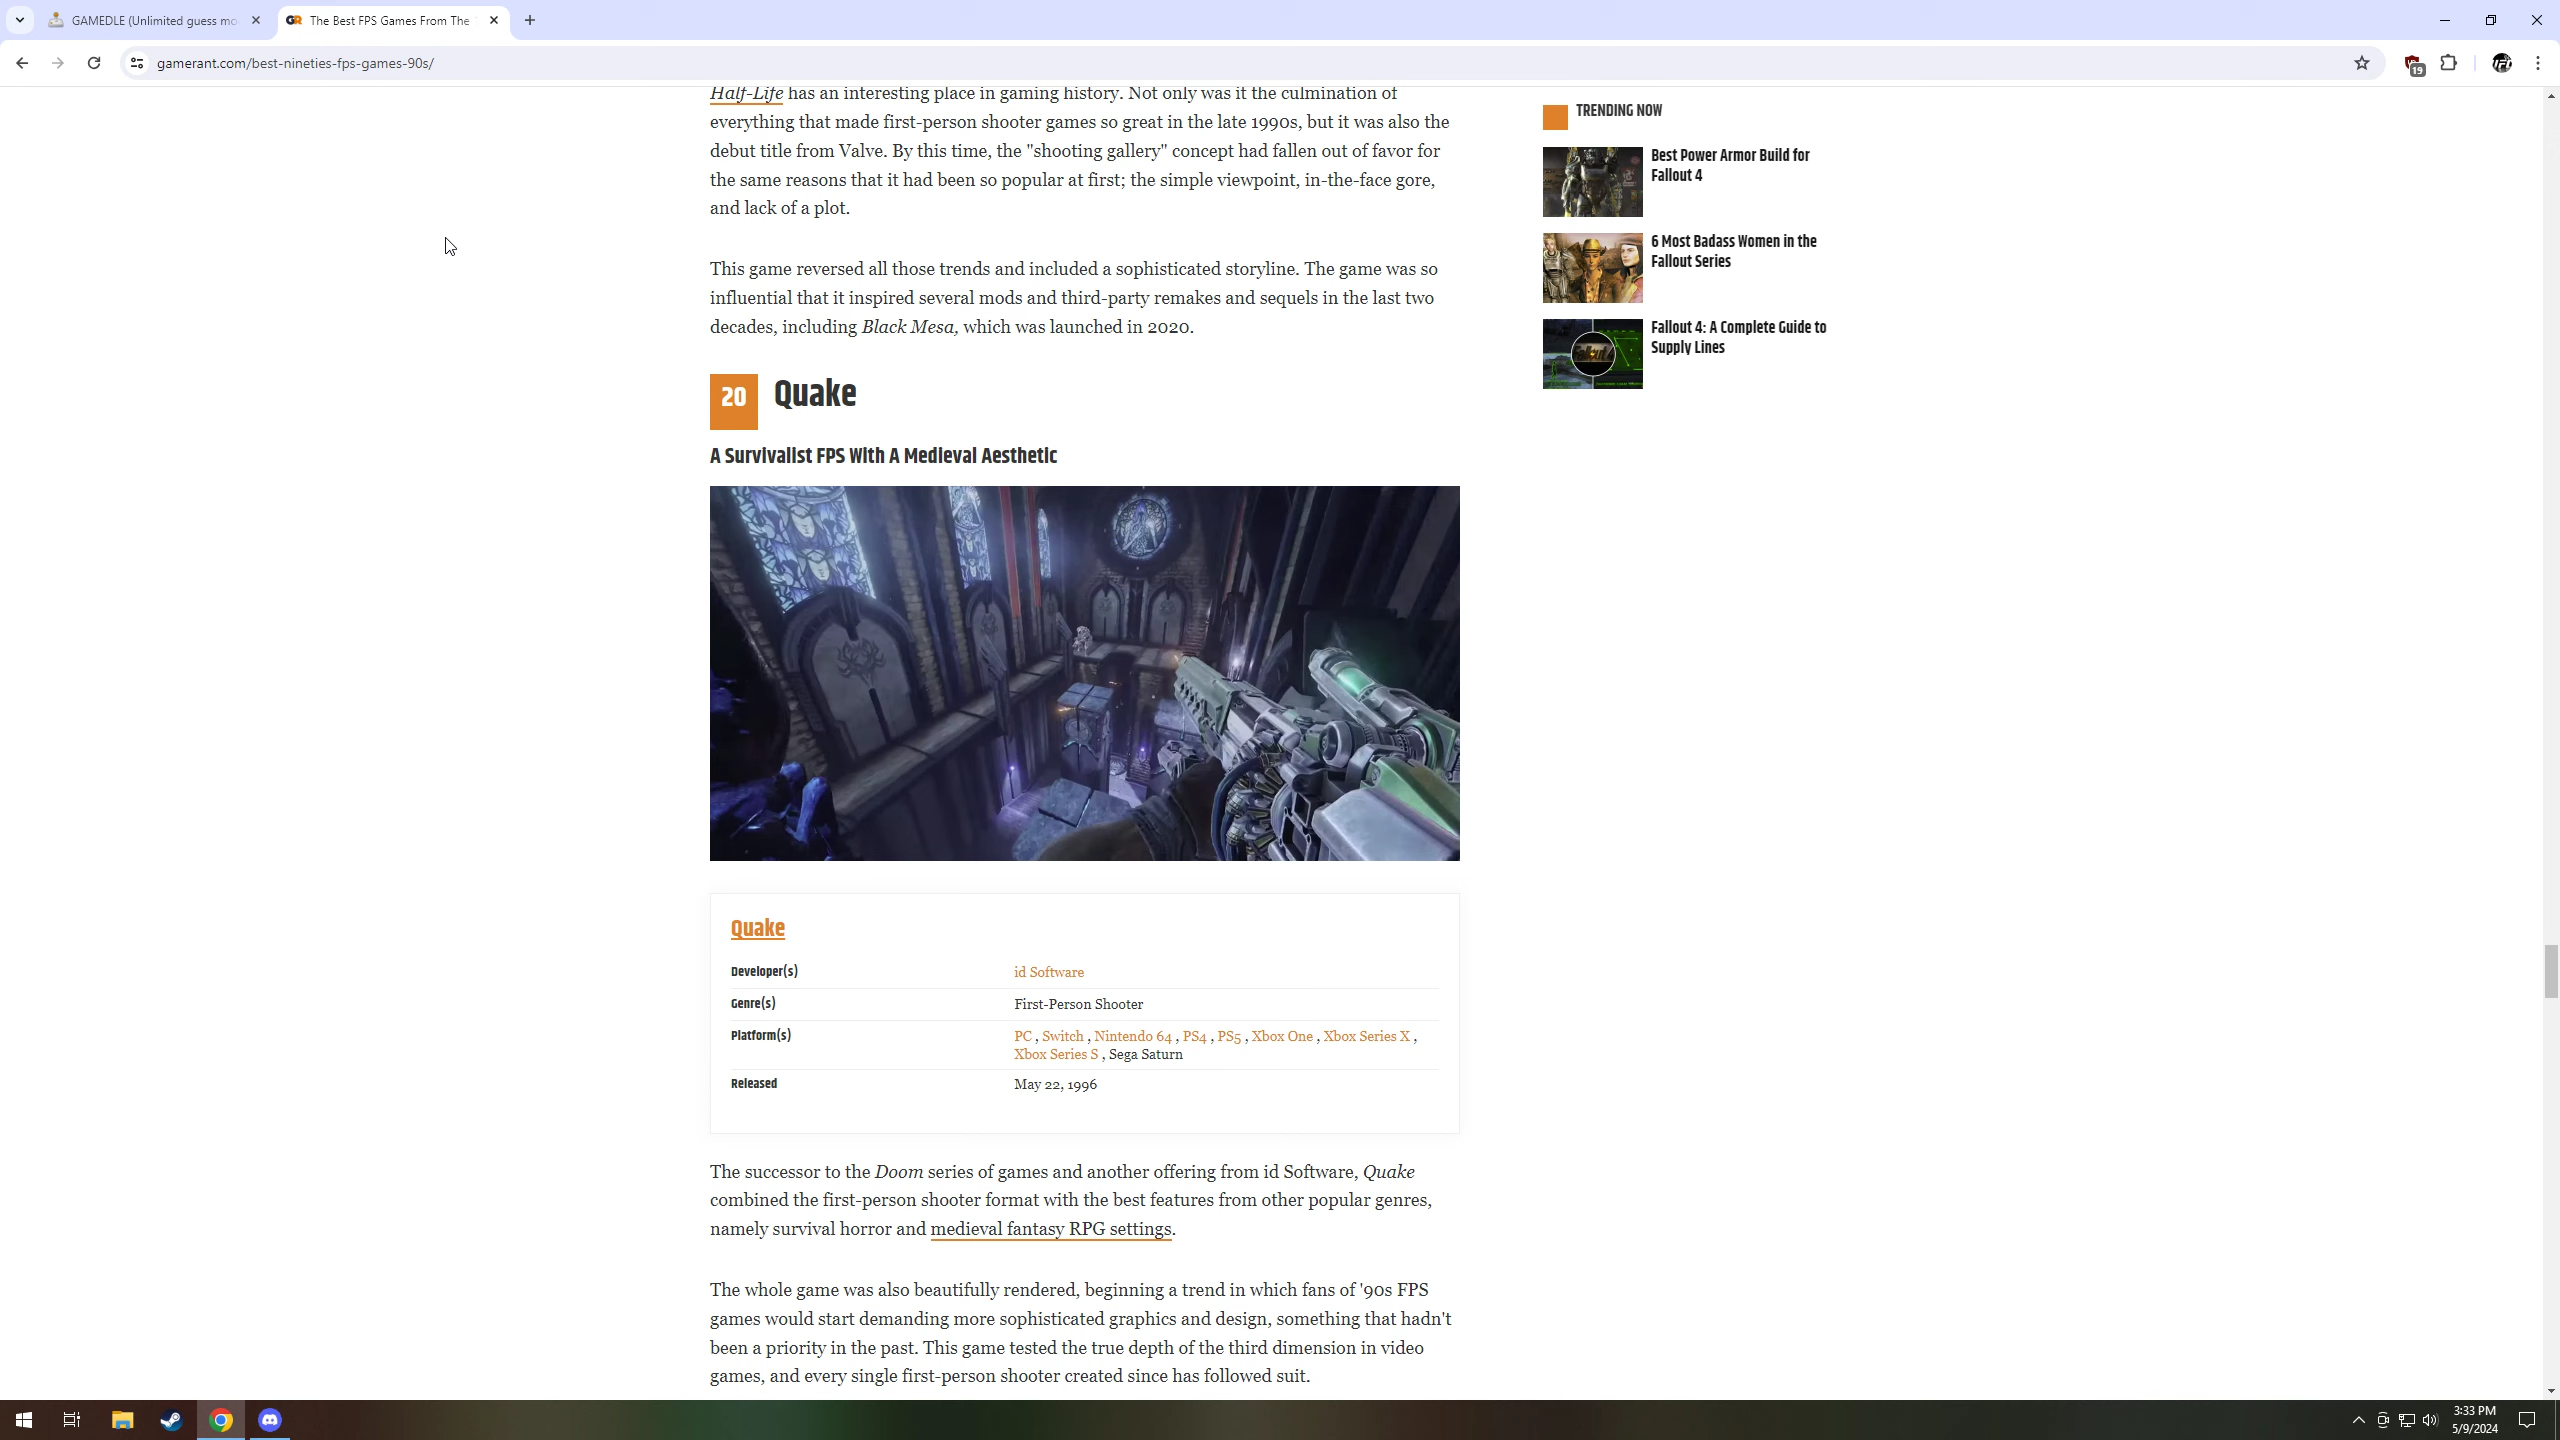 GAMEDLE (Unlimited guess mo
GR
The Best FPS Games From The
gamerant.com/best-nineties-fps-games-90s/
19
Half-Life has an interesting place in gaming history. Not only was it the culmination of
everything that made first-person shooter games so great in the late 1990s, but it was also the
debut title from Valve. By this time, the "shooting gallery" concept had fallen out of favor for
the same reasons that it had been so popular at first; the simple viewpoint, in-the-face gore,
and lack of a plot.
This game reversed all those trends and included a sophisticated storyline. The game was so
influential that it inspired several mods and third-party remakes and sequels in the last two
decades, including Black Mesa, which was launched in 2020.
20 Quake
A Survivalist FPS With A Medieval Aesthetic
Quake
Developer(s) id Software
Genre(s) First-Person Shooter
Platform(s) PC , Switch , Nintendo 64 , PS4 , PS5 , Xbox One , Xbox Series X ,
Xbox Series S , Sega Saturn
Released May 22, 1996
The successor to the Doom series of games and another offering from id Software, Quake
combined the first-person shooter format with the best features from other popular genres,
namely survival horror and medieval fantasy RPG settings.
The whole game was also beautifully rendered, beginning a trend in which fans of '90s FPS
games would start demanding more sophisticated graphics and design, something that hadn't
been a priority in the past. This game tested the true depth of the third dimension in video
games, and every single first-person shooter created since has followed suit.
TRENDING NOW
Best Power Armor Build for
Fallout 4
6 Most Badass Women in the
Fallout Series
Fallout 4: A Complete Guide to
Supply Lines
3:33 PM
5/9/2024